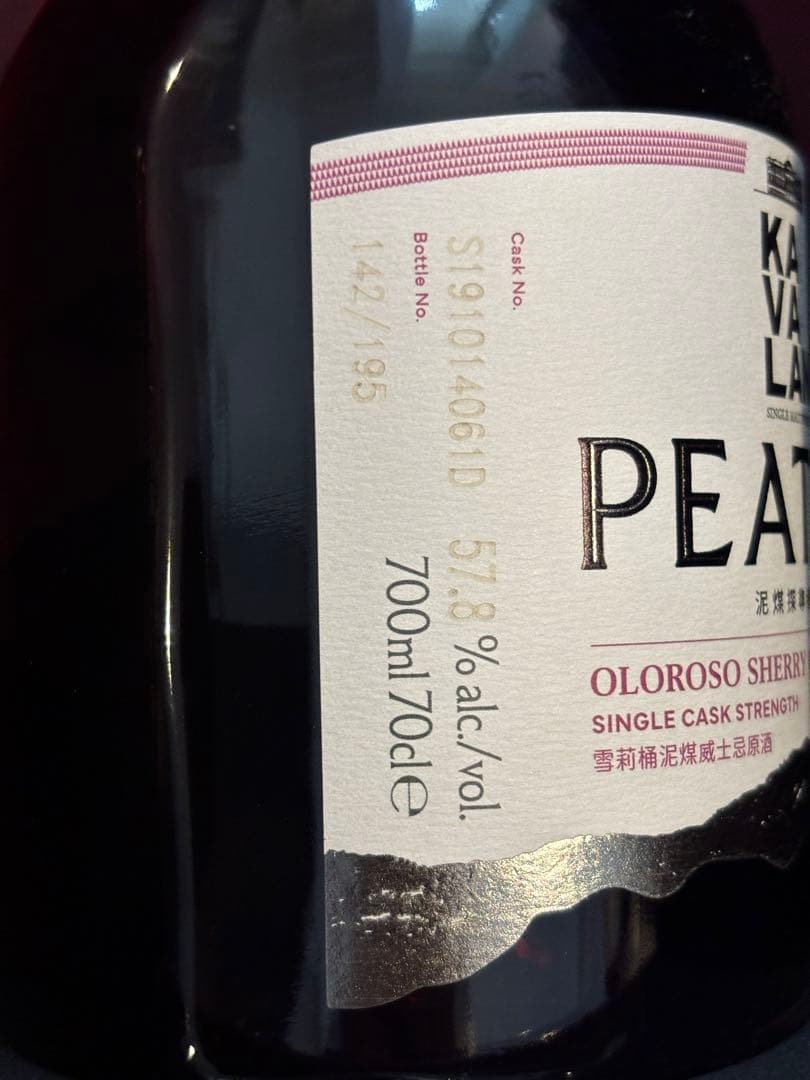 KA
VA
LA
PEAT
泥煤探
OLOROSO SHERRY
SINGLE CASK STRENGTH
雪莉桶泥煤威士忌原酒
Cask No.
S191014061D 57.8 % alc./vol.
Bottle No.
142/195
700ml 70cl e